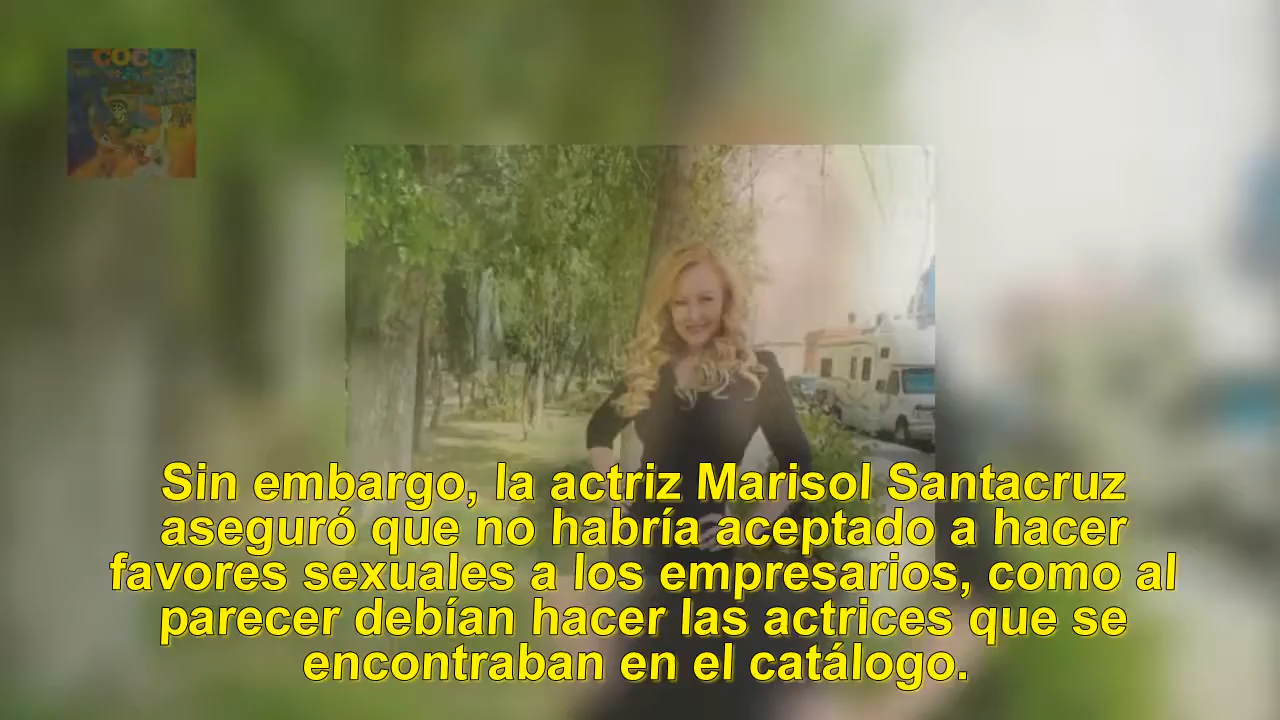 COCO
Sin embargo, la actriz Marisol Santacruz
aseguró que no habría aceptado a hacer
favores sexuales a los empresarios, como al
parecer debían hacer las actrices que se
encontraban en el catálogo.